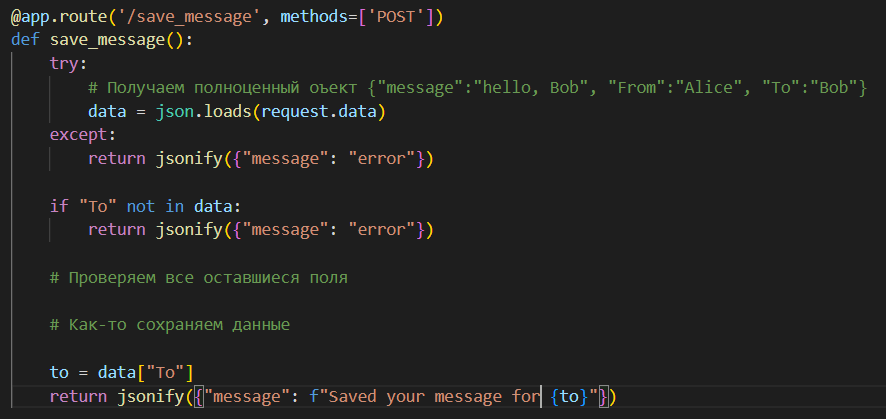 @app.route('/save_message', methods=['POST'])
def save_message():
    try:
        # Получаем полноценный оъект {"message":"hello, Bob", "From":"Alice", "To":"Bob"}
        data = json.loads(request.data)
    except:
        return jsonify({"message": "error"})
    if "To" not in data:
        return jsonify({"message": "error"})
    # Проверяем все оставшиеся поля
    # Как-то сохраняем данные
    to = data["To"]
    return jsonify({"message": f"Saved your message for {to}"})